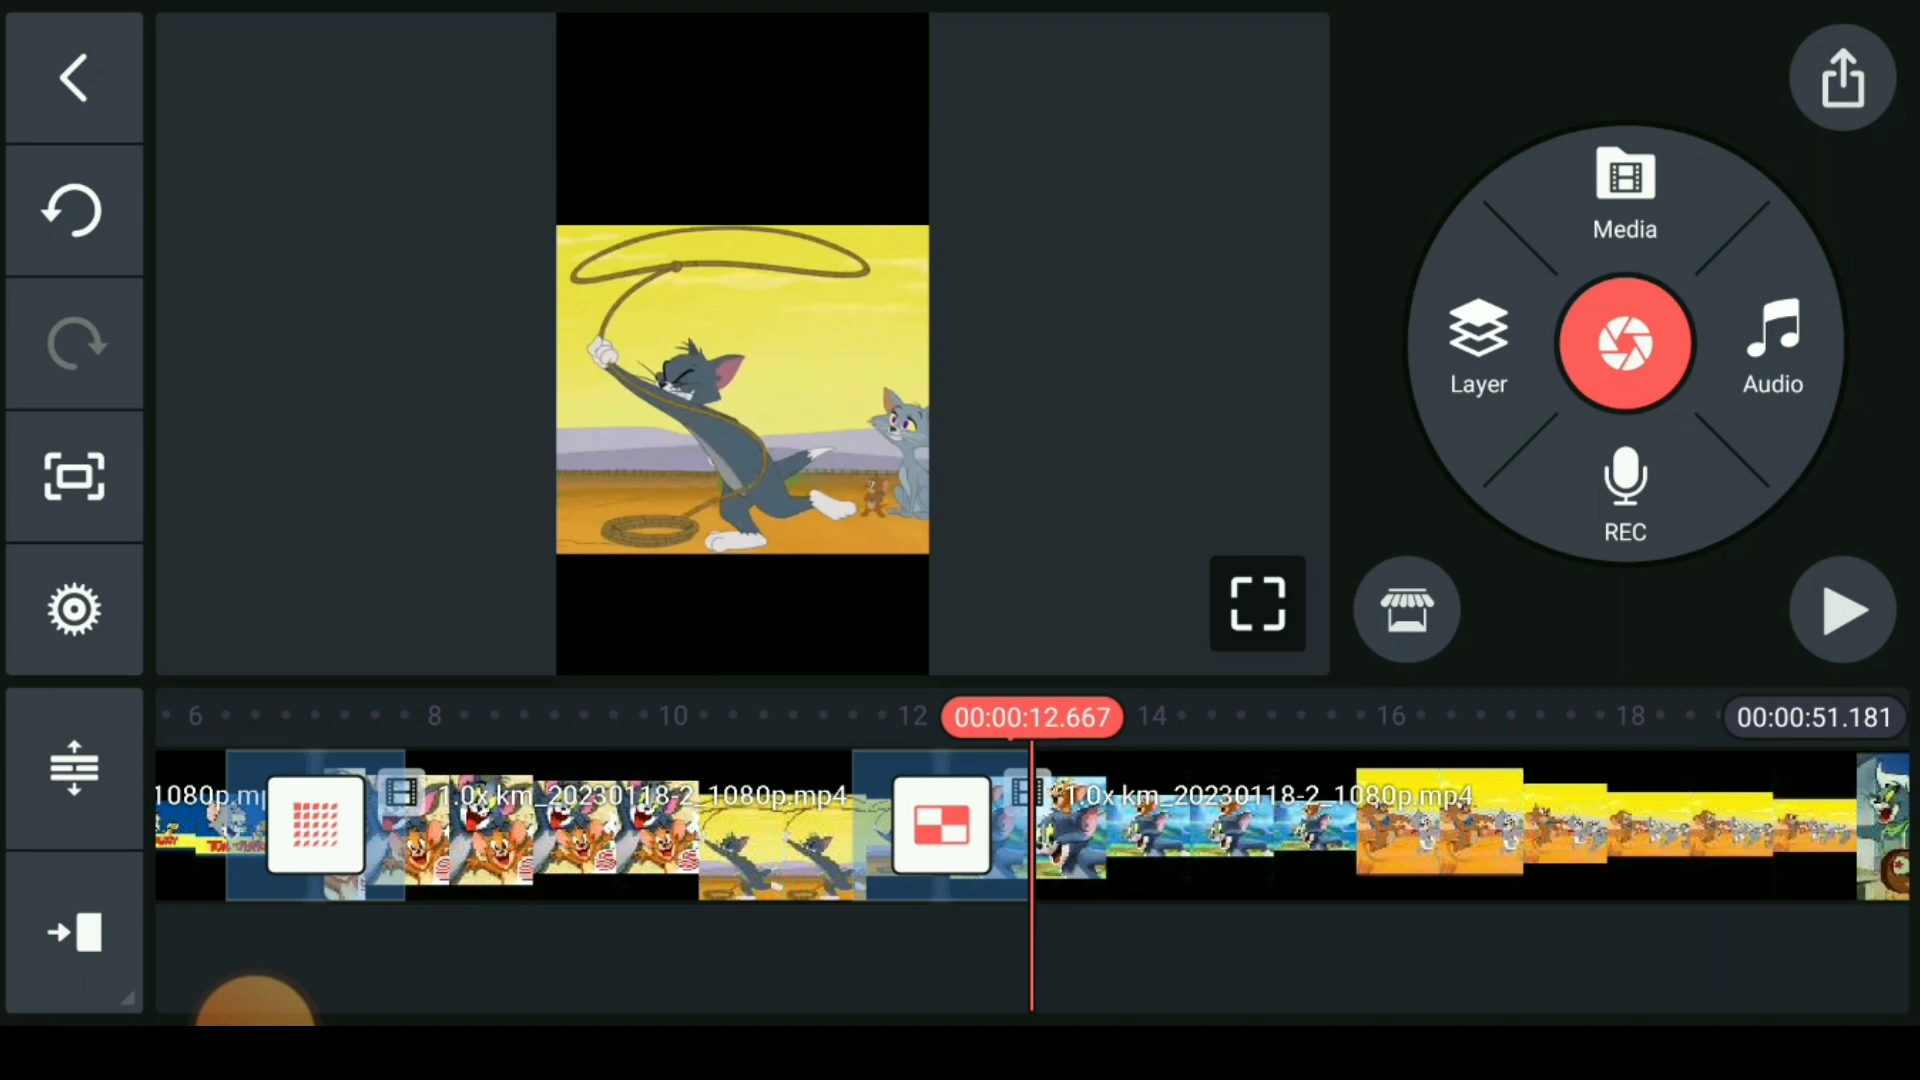 Media
Layer
Audio
REC
6 8 10 12 00:00:12.667 14 16 18 00:00:51.181
1080p.mp
1.0x km_20230118-2_1080p.mp4
1.0x km_20230118-2_1080p.mp4